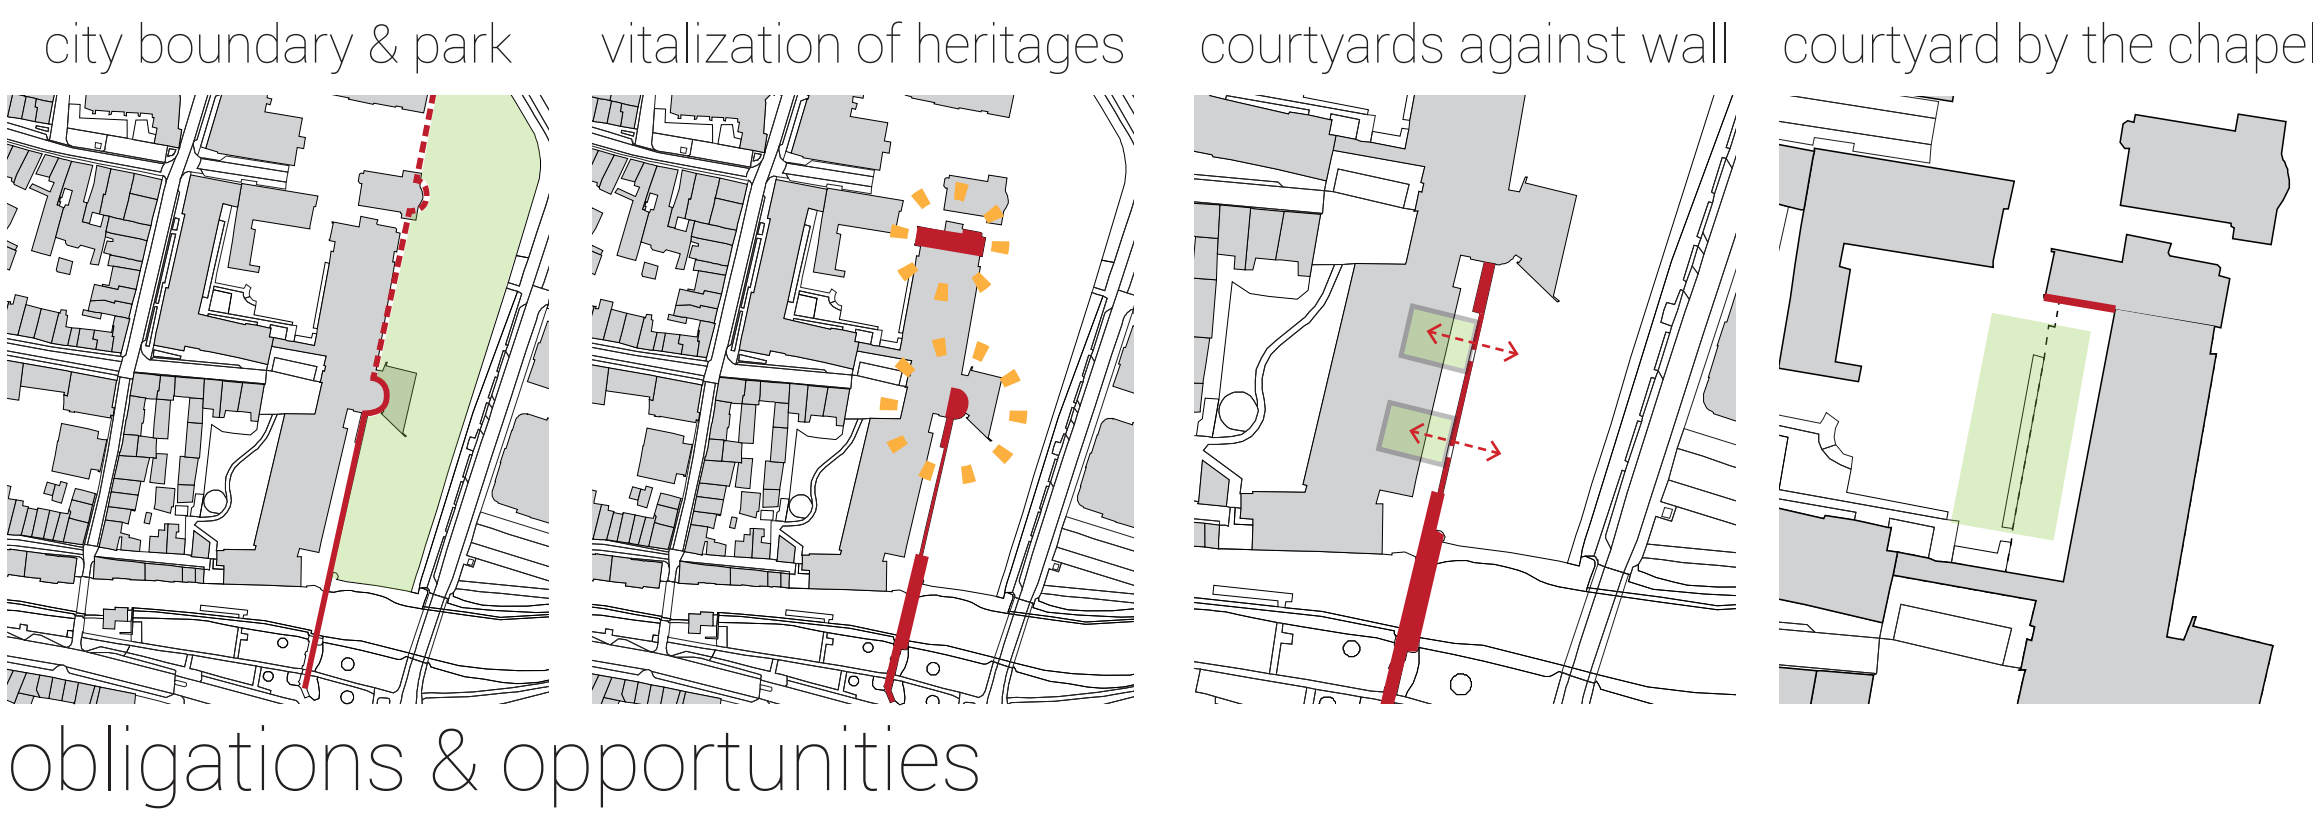 city boundary & park
vitalization of heritages
courtyards against wall
courtyard by the chapel
obligations & opportunities